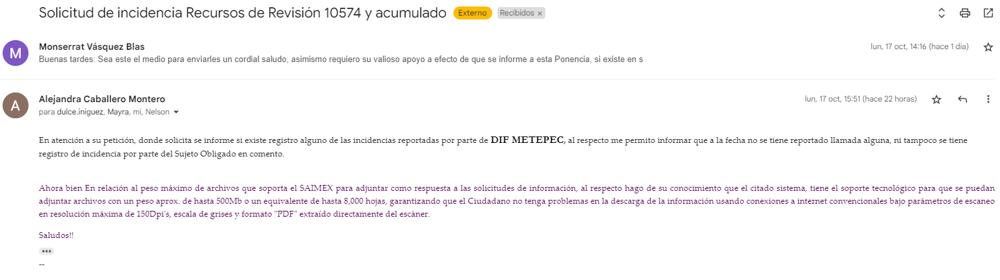 Solicitud de incidencia Recursos de Revisión 10574 y acumulado Externo Recibidos ×
M
Monserrat Vásquez Blas lun, 17 oct, 14:16 (hace 1 día)
Buenas tardes: Sea este el medio para enviarles un cordial saludo, asimismo requiero su valioso apoyo a efecto de que se informe a esta Ponencia, si existe en s
A
Alejandra Caballero Montero lun, 17 oct, 15:51 (hace 22 horas)
para dulce.iniguez, Mayra, mí, Nelson
En atención a su petición, donde solicita se informe si existe registro alguno de las incidencias reportadas por parte de DIF METEPEC, al respecto me permito informar que a la fecha no se tiene reportado llamada alguna, ni tampoco se tiene
registro de incidencia por parte del Sujeto Obligado en comento.
Ahora bien En relación al peso máximo de archivos que soporta el SAIMEX para adjuntar como respuesta a las solicitudes de información, al respecto hago de su conocimiento que el citado sistema, tiene el soporte tecnológico para que se puedan
adjuntar archivos con un peso aprox. de hasta 500Mb o un equivalente de hasta 8,000 hojas, garantizando que el Ciudadano no tenga problemas en la descarga de la información usando conexiones a internet convencionales bajo parámetros de escaneo
en resolución máxima de 150Dpi's, escala de grises y formato "PDF" extraído directamente del escáner.
Saludos!!
--